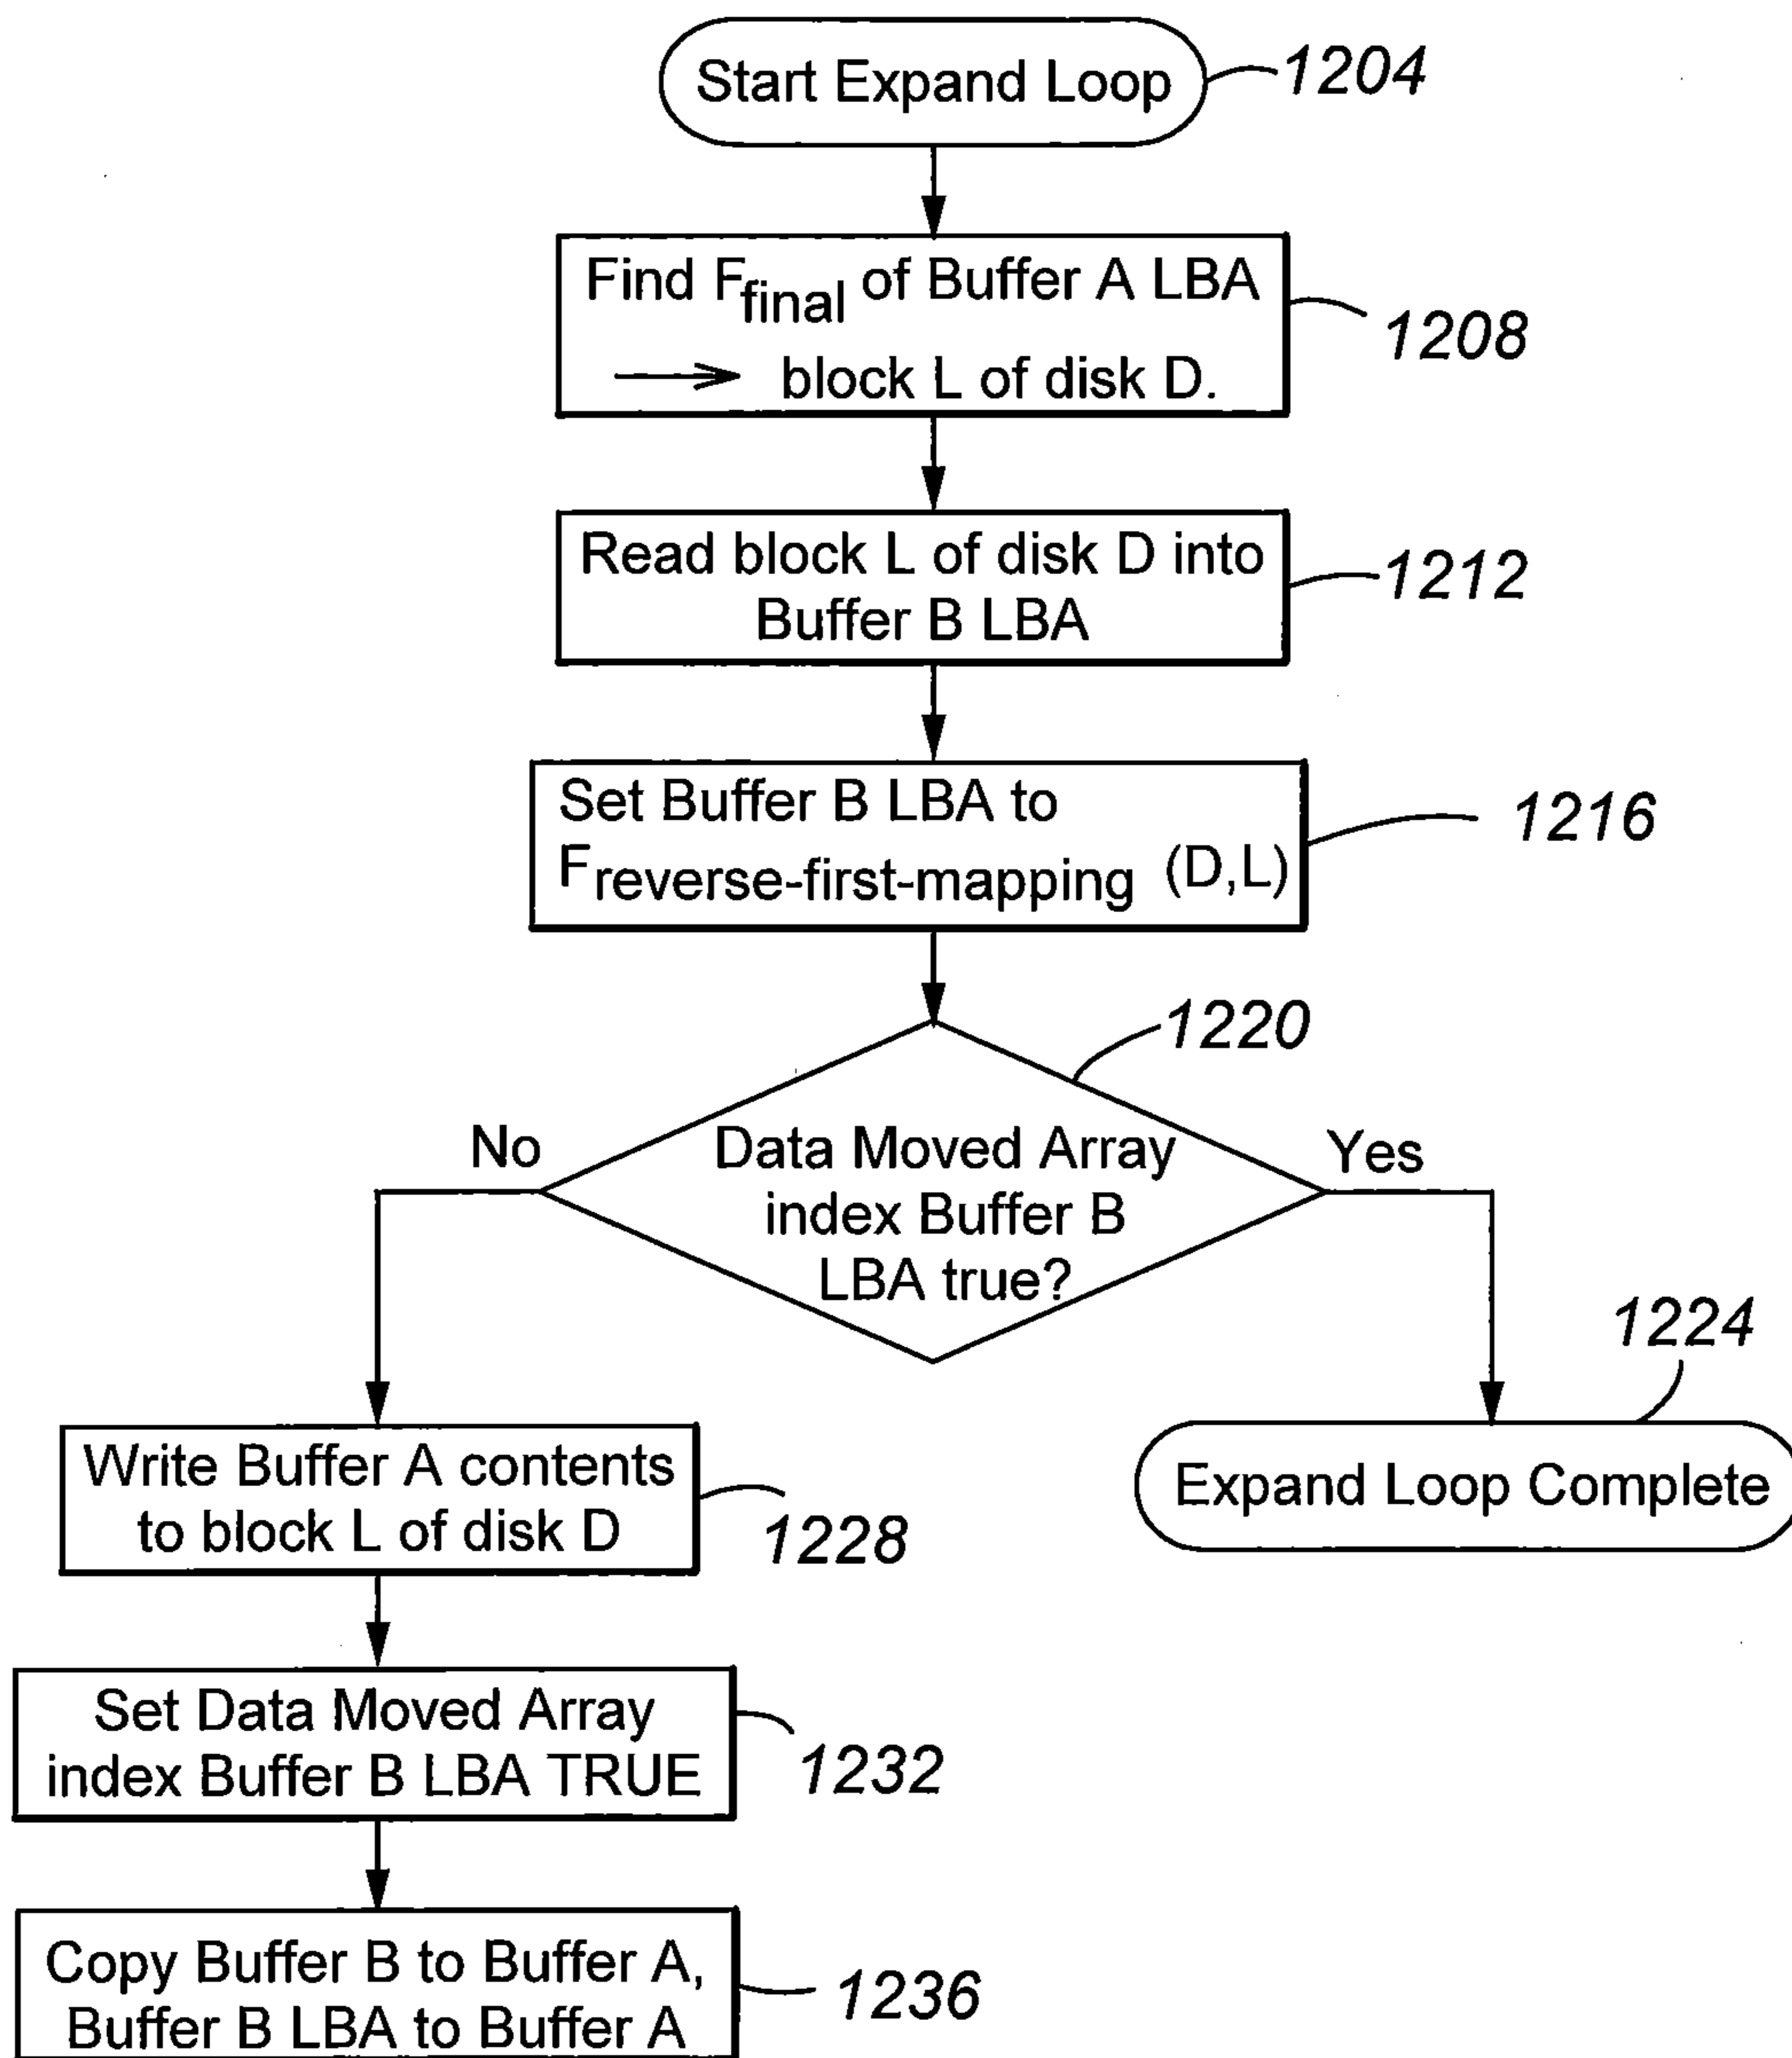 Start Expand Loop
1204
Find Ffinal of Buffer A LBA
→ block L of disk D.
1208
Read block L of disk D into
Buffer B LBA
1212
Set Buffer B LBA to
Freverse-first-mapping (D,L)
1216
1220
No
Data Moved Array
index Buffer B
LBA true?
Yes
1224
Expand Loop Complete
Write Buffer A contents
to block L of disk D
1228
Set Data Moved Array
index Buffer B LBA TRUE
1232
Copy Buffer B to Buffer A,
Buffer B LBA to Buffer A
1236